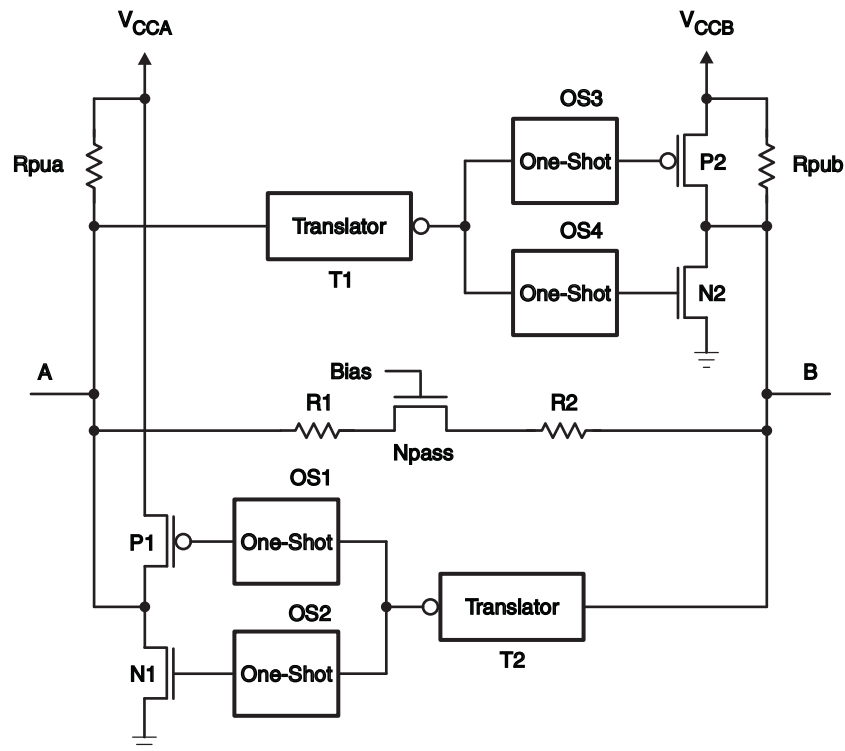 VCCA
VCCB
OS3
Rpua
One-Shot
P2
Rpub
Translator
OS4
T1
One-Shot
N2
A
Bias
B
R1
R2
Npass
OS1
P1
One-Shot
Translator
OS2
T2
N1
One-Shot